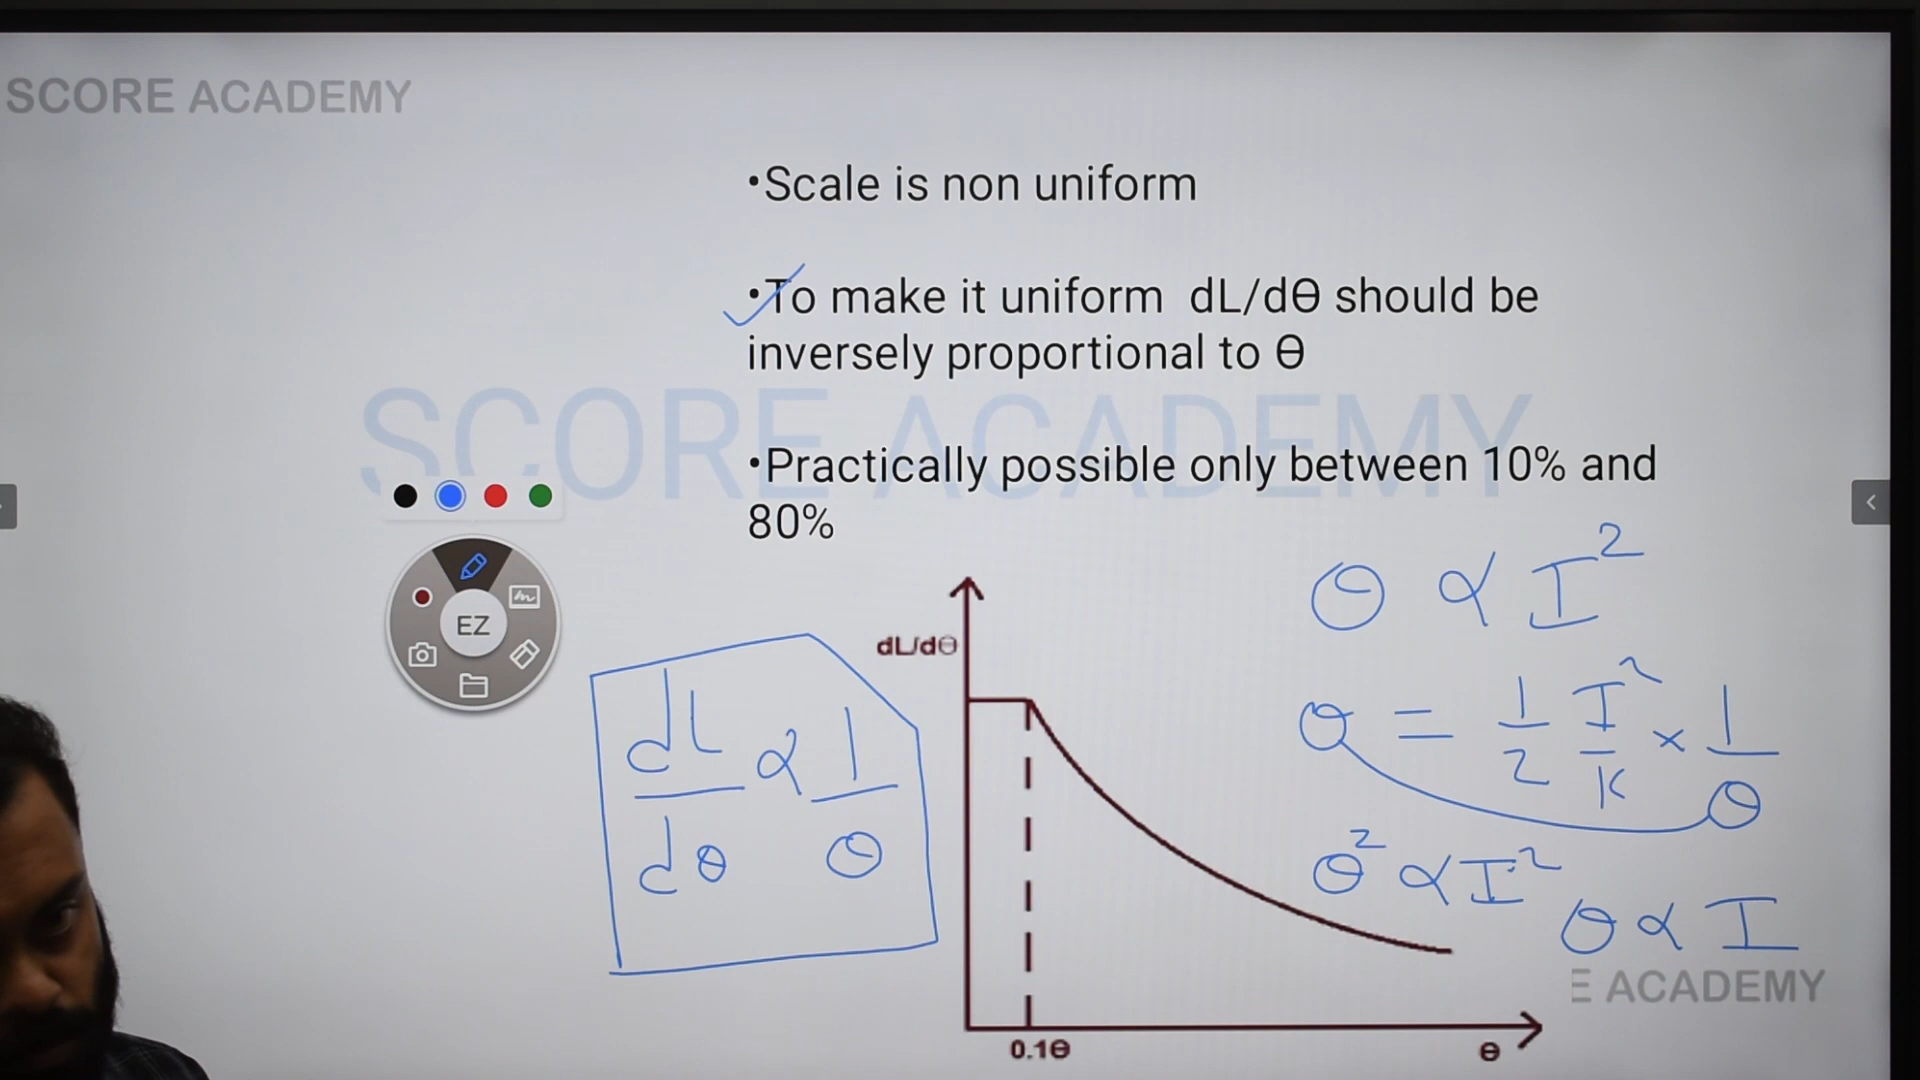 SCORE ACADEMY
•Scale is non uniform
•To make it uniform dL/dθ should be
inversely proportional to θ
SCORE ACADEMY
•Practically possible only between 10% and
80%
EZ
θ ∝ I²
dL/dθ
dL/dθ ∝ 1/θ
θ = 1/2 I²/K × 1/θ
θ² ∝ I²
θ ∝ I
E ACADEMY
0.1θ
θ